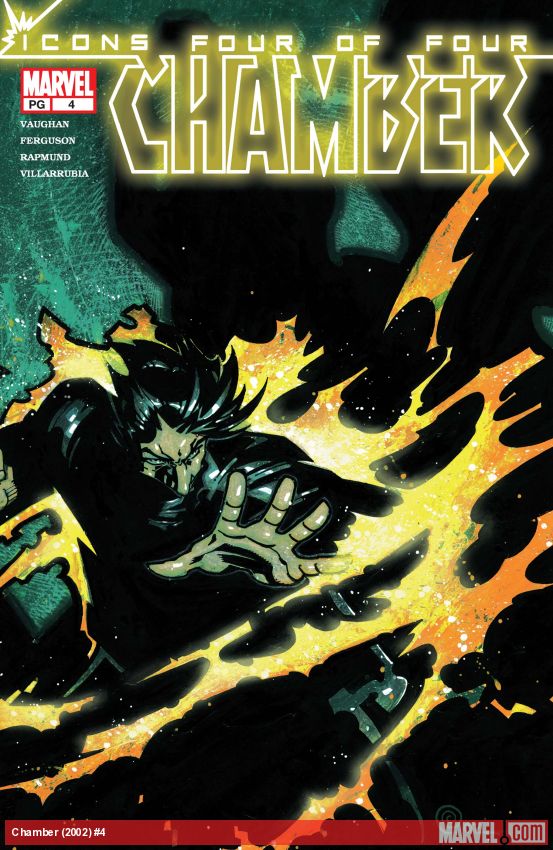 ICONS FOUR OF FOUR
CHAMBER
MARVEL
PG 4
VAUGHAN
FERGUSON
RAPMUND
VILLARRUBIA
Chamber (2002) #4
©
MARVEL.com